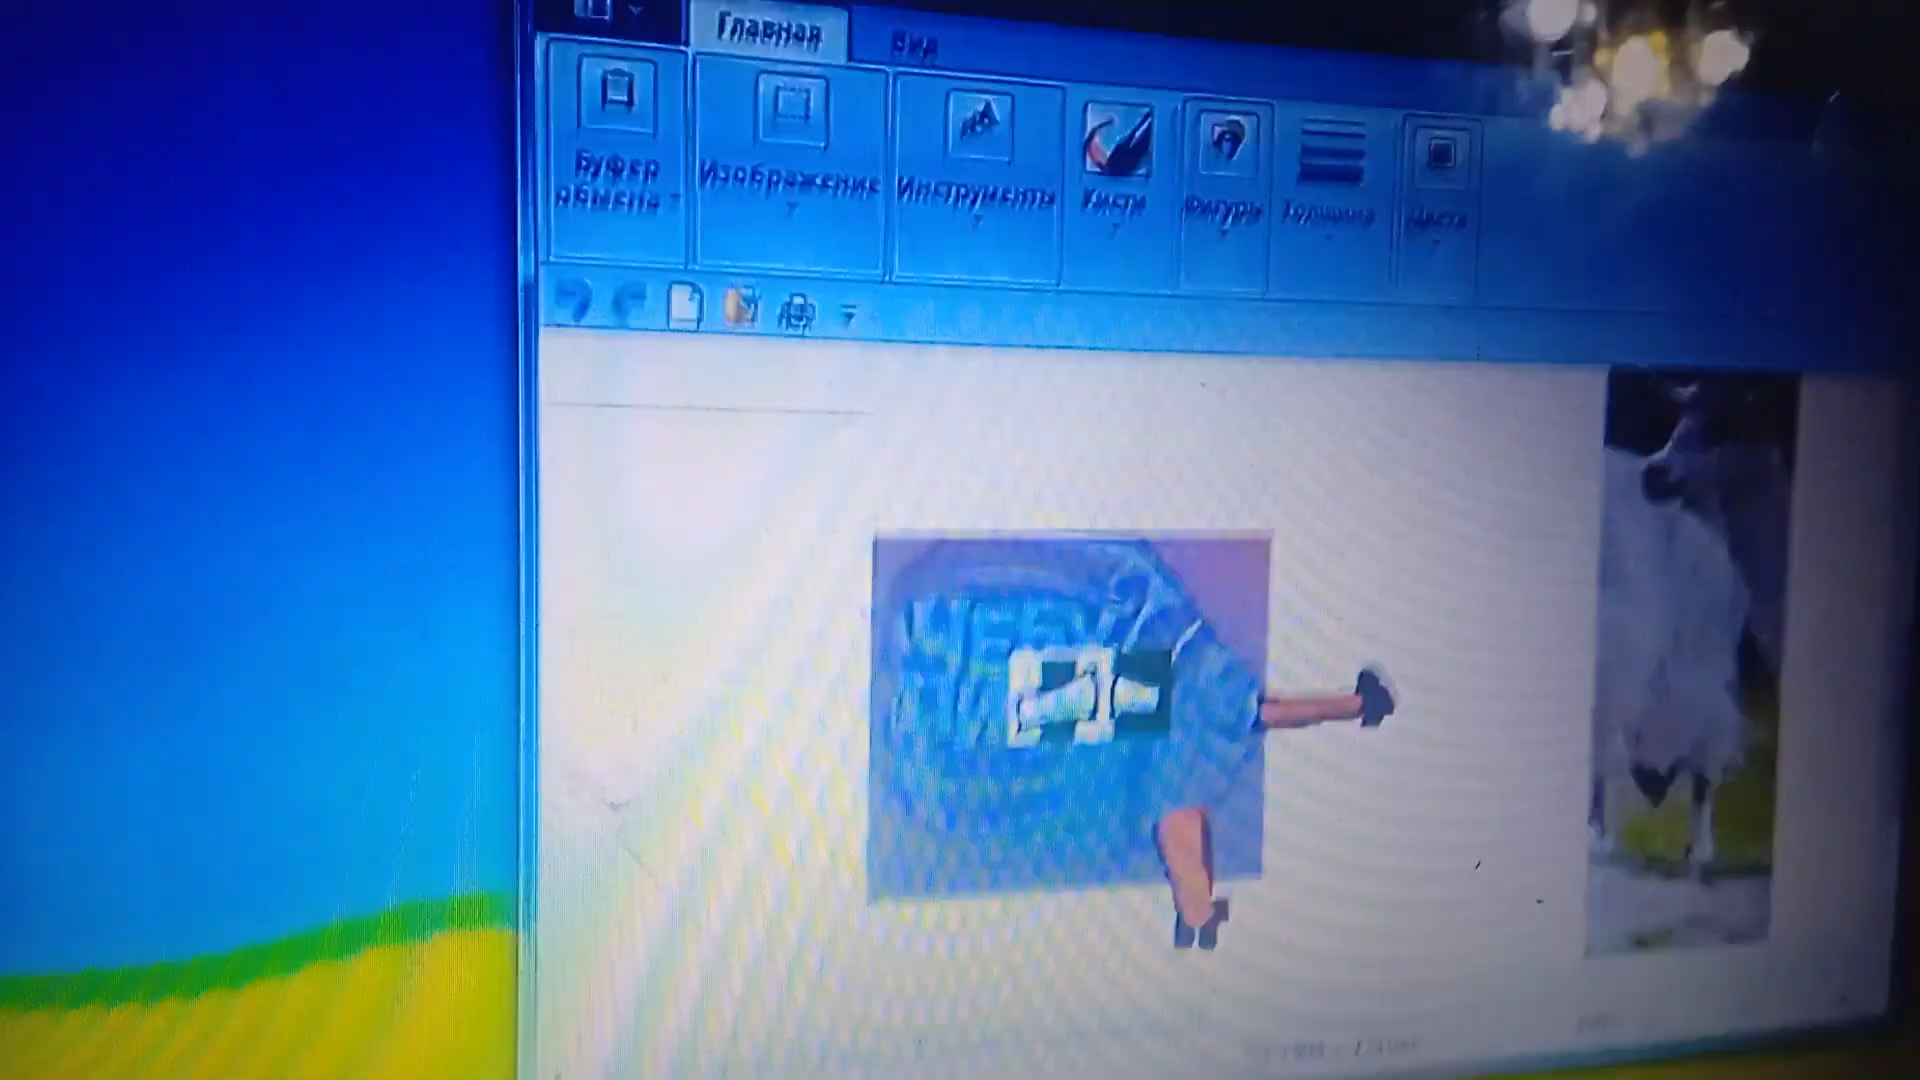 Главная Вид
Буфер обмена
Изображение
Инструменты
Кисти
Фигуры
Толщина
Цвета